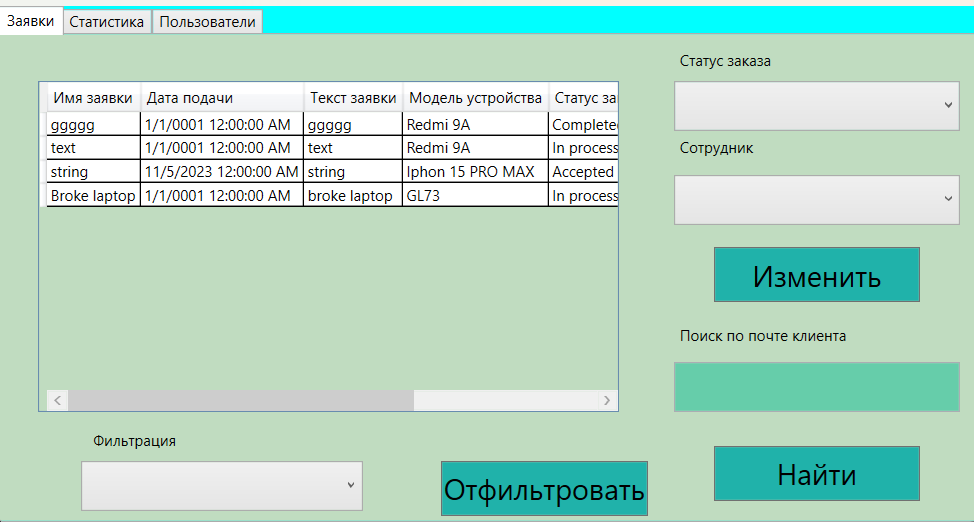 Заявки Статистика Пользователи
Статус заказа
Имя заявки Дата подачи Текст заявки Модель устройства Статус за
ggggg 1/1/0001 12:00:00 AM ggggg Redmi 9A Completed
text 1/1/0001 12:00:00 AM text Redmi 9A In process
string 11/5/2023 12:00:00 AM string Iphon 15 PRO MAX Accepted
Broke laptop 1/1/0001 12:00:00 AM broke laptop GL73 In process
Сотрудник
Изменить
Поиск по почте клиента
Фильтрация
Отфильтровать
Найти